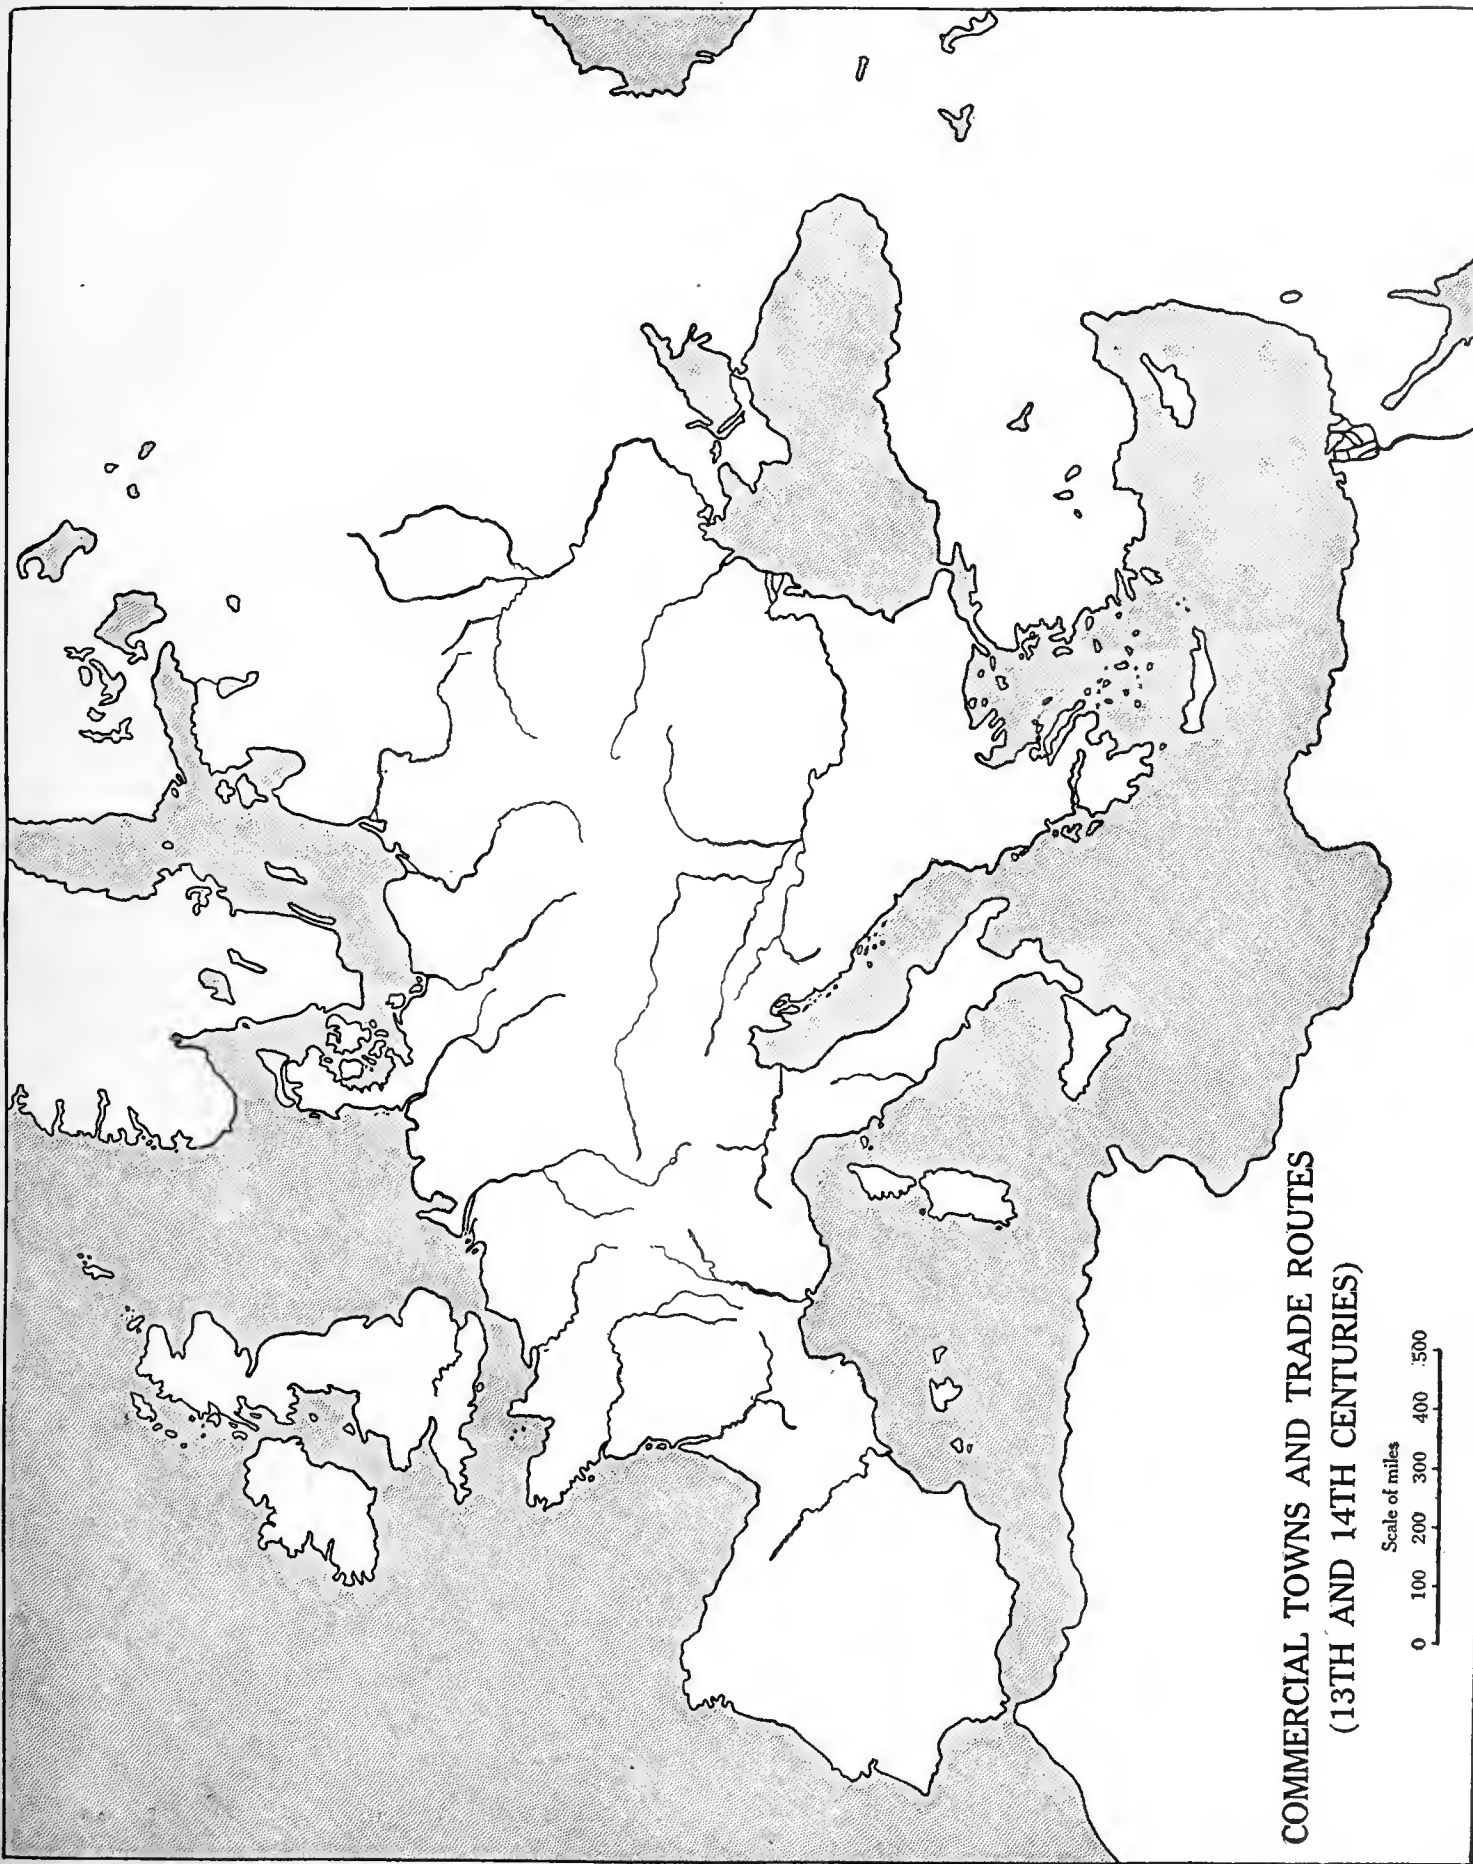 COMMERCIAL TOWNS AND TRADE ROUTES
(13TH AND 14TH CENTURIES)
Scale of miles
0 100 200 300 400 500